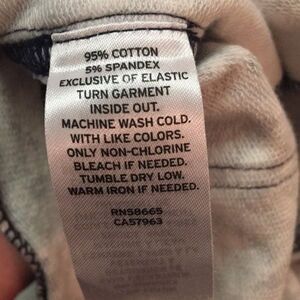 95% COTTON
5% SPANDEX
EXCLUSIVE OF ELASTIC
TURN GARMENT
INSIDE OUT.
MACHINE WASH COLD.
WITH LIKE COLORS.
ONLY NON-CHLORINE
BLEACH IF NEEDED.
TUMBLE DRY LOW.
WARM IRON IF NEEDED.
RN58665
CA57963